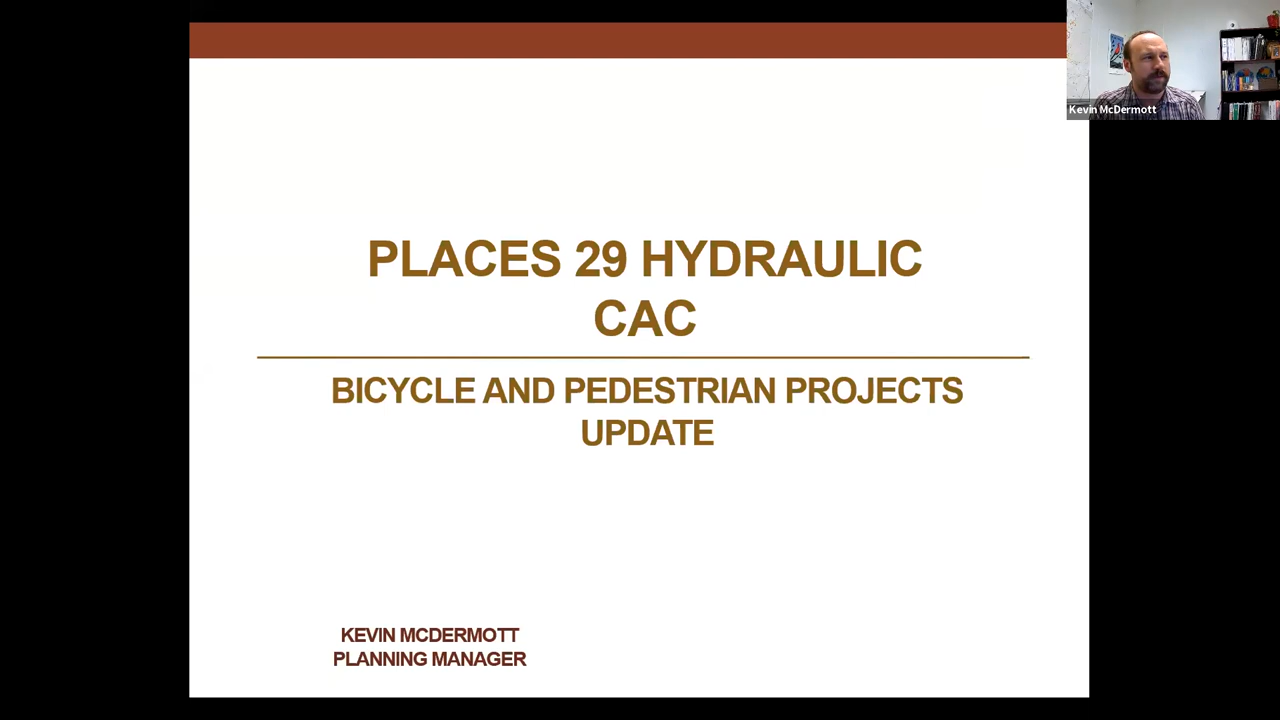 Kevin McDermott
PLACES 29 HYDRAULIC
CAC
BICYCLE AND PEDESTRIAN PROJECTS
UPDATE
KEVIN MCDERMOTT
PLANNING MANAGER